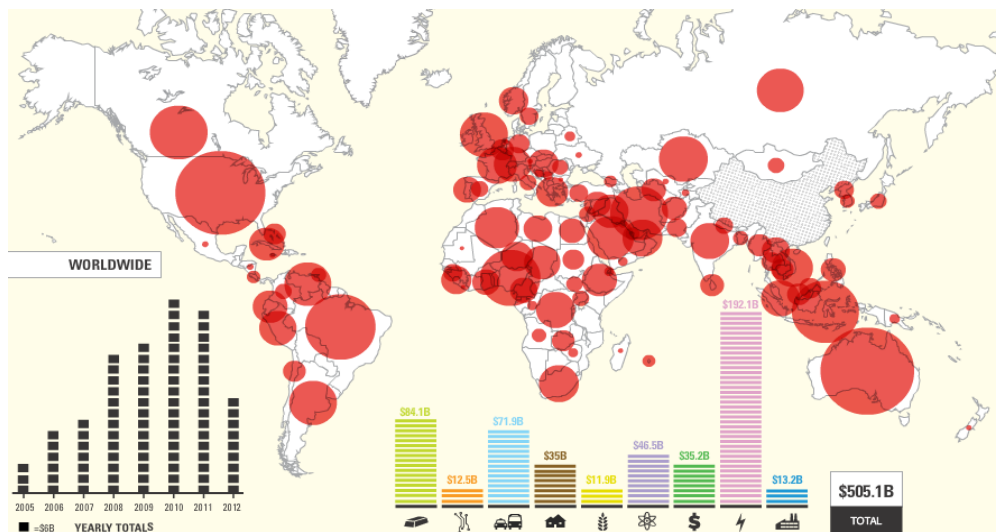 WORLDWIDE
2005 2006 2007 2008 2009 2010 2011 2012
=$6B YEARLY TOTALS
$84.1B
$12.5B
$71.9B
$35B
$11.9B
$46.5B
$35.2B
$192.1B
$13.2B
$505.1B
TOTAL